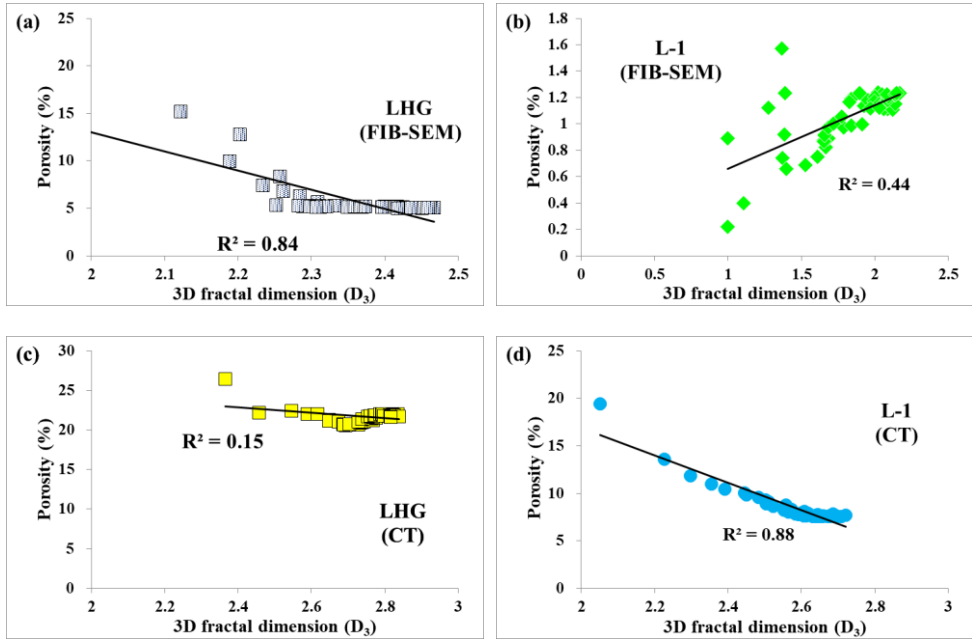 (a)
25
20
15
10
5
0
Porosity (%)
LHG
(FIB-SEM)
R² = 0.84
2 2.1 2.2 2.3 2.4 2.5
3D fractal dimension (D₃)
(b)
1.8
1.6
1.4
1.2
1
0.8
0.6
0.4
0.2
0
Porosity (%)
L-1
(FIB-SEM)
R² = 0.44
0 0.5 1 1.5 2 2.5
3D fractal dimension (D₃)
(c)
30
25
20
15
10
5
0
Porosity (%)
R² = 0.15
LHG
(CT)
2 2.2 2.4 2.6 2.8 3
3D fractal dimension (D₃)
(d)
25
20
15
10
5
0
Porosity (%)
L-1
(CT)
R² = 0.88
2 2.2 2.4 2.6 2.8 3
3D fractal dimension (D₃)